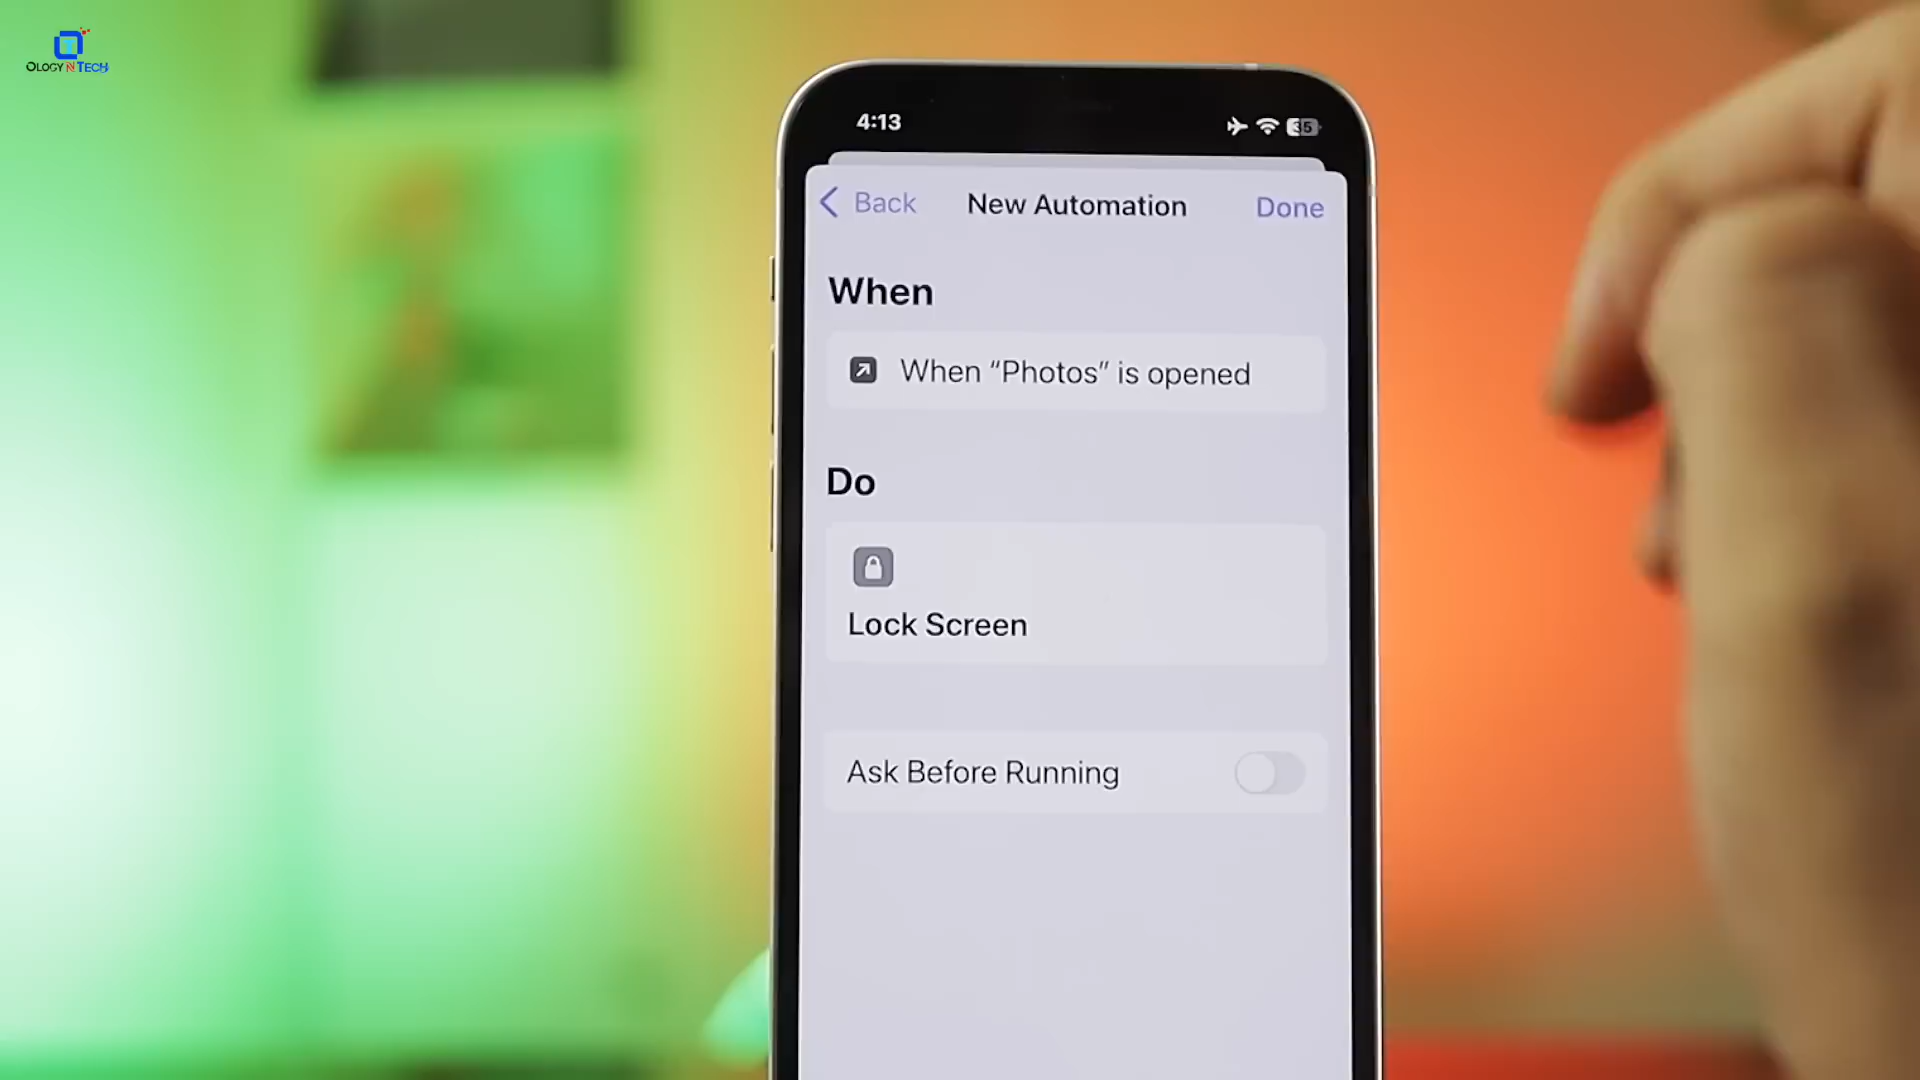 OLOGY N TECH
4:13
35
Back
New Automation
Done
When
When “Photos” is opened
Do
Lock Screen
Ask Before Running